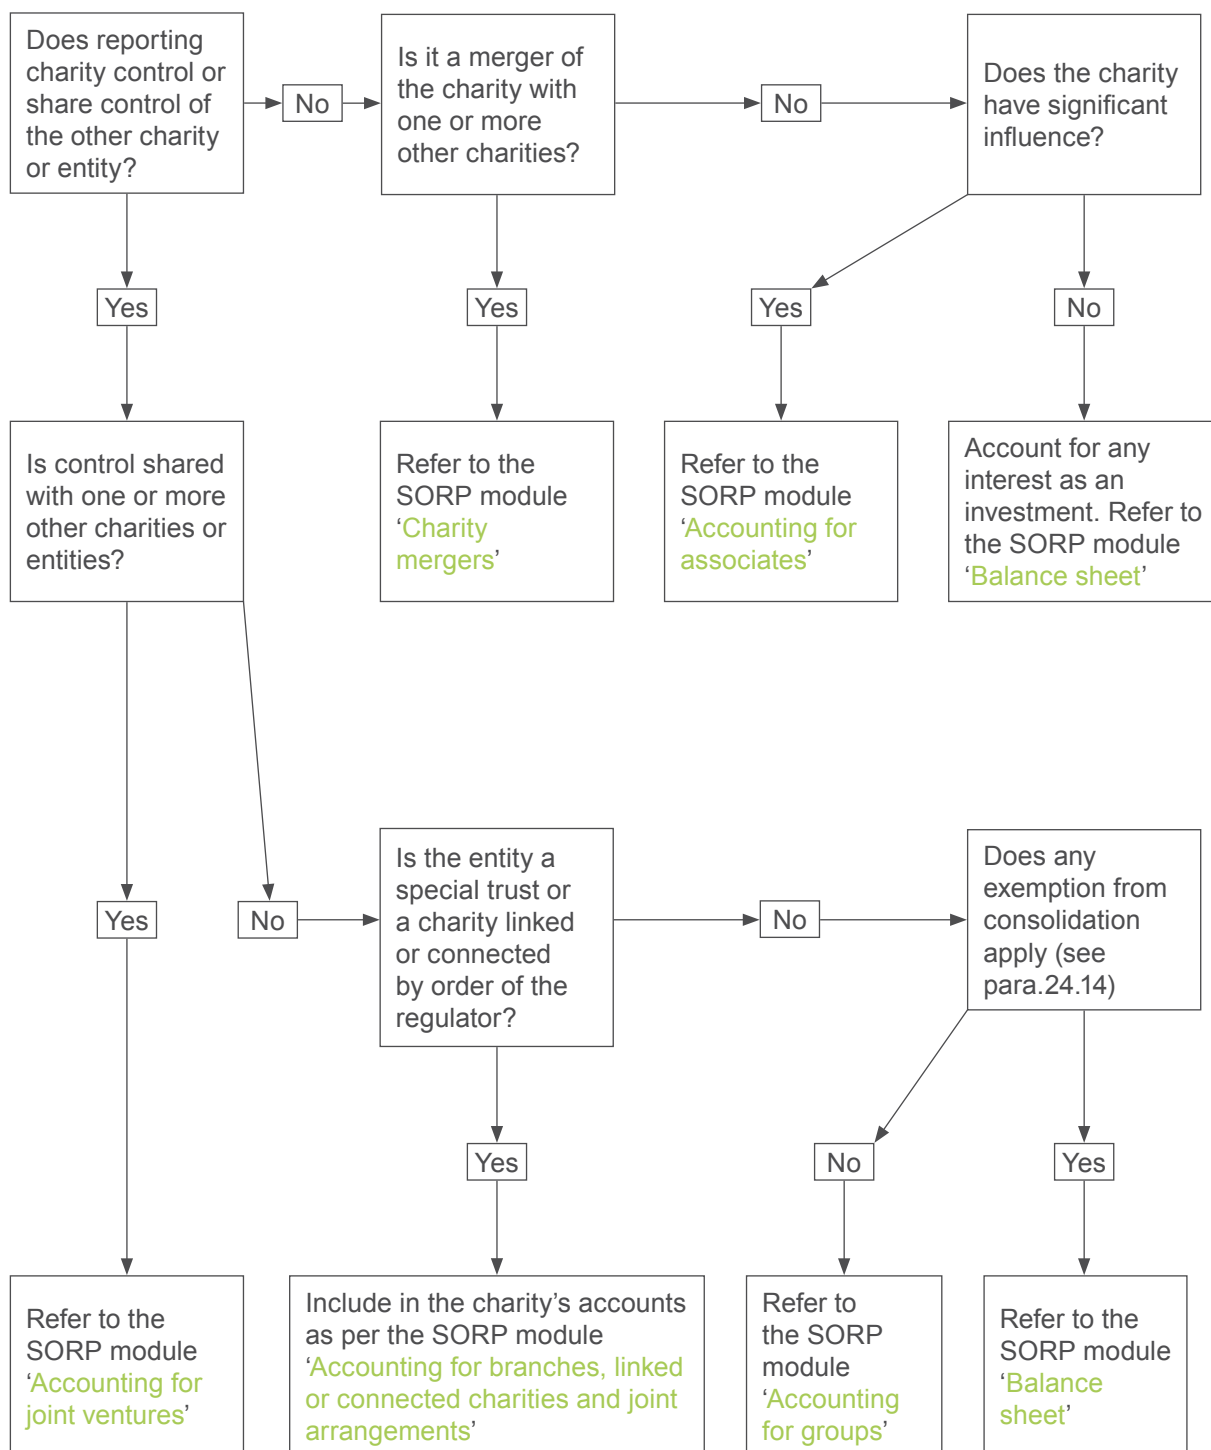 Does reporting
charity control or
share control of
the other charity
or entity?
No
Is it a merger of
the charity with
one or more
other charities?
No
Does the charity
have significant
influence?
Yes
Yes
Yes
No
Is control shared
with one or more
other charities or
entities?
Refer to the
SORP module
‘Charity
mergers’
Refer to the
SORP module
‘Accounting for
associates’
Account for any
interest as an
investment. Refer to
the SORP module
‘Balance sheet’
Yes
No
Is the entity a
special trust or
a charity linked
or connected
by order of the
regulator?
No
Does any
exemption from
consolidation
apply (see
para.24.14)
Yes
No
Yes
Refer to the
SORP module
‘Accounting for
joint ventures’
Include in the charity’s accounts
as per the SORP module
‘Accounting for branches, linked
or connected charities and joint
arrangements’
Refer to
the SORP
module
‘Accounting
for groups’
Refer to the
SORP module
‘Balance
sheet’